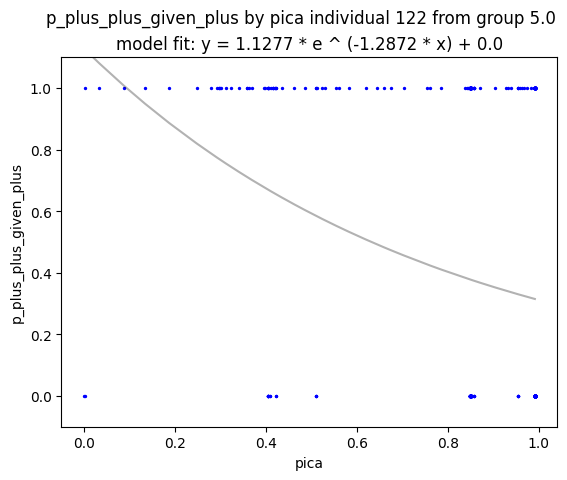 p_plus_plus_given_plus by pica individual 122 from group 5.0
model fit: y = 1.1277 * e ^ (-1.2872 * x) + 0.0
1.0
0.8
0.6
0.4
0.2
0.0
p_plus_plus_given_plus
0.0 0.2 0.4 0.6 0.8 1.0
pica